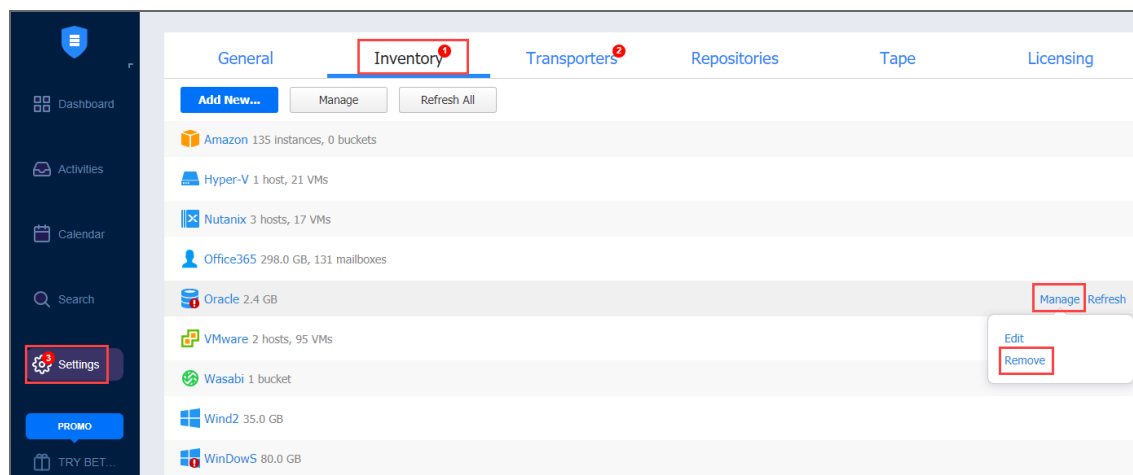 General
Inventory 1
Transporters 2
Repositories
Tape
Licensing
Add New...
Manage
Refresh All
Dashboard
Activities
Calendar
Search
3 Settings
PROMO
TRY BET...
Amazon 135 instances, 0 buckets
Hyper-V 1 host, 21 VMs
Nutanix 3 hosts, 17 VMs
Office365 298.0 GB, 131 mailboxes
Oracle 2.4 GB
Manage Refresh
Edit
Remove
VMware 2 hosts, 95 VMs
Wasabi 1 bucket
Wind2 35.0 GB
WinDowS 80.0 GB